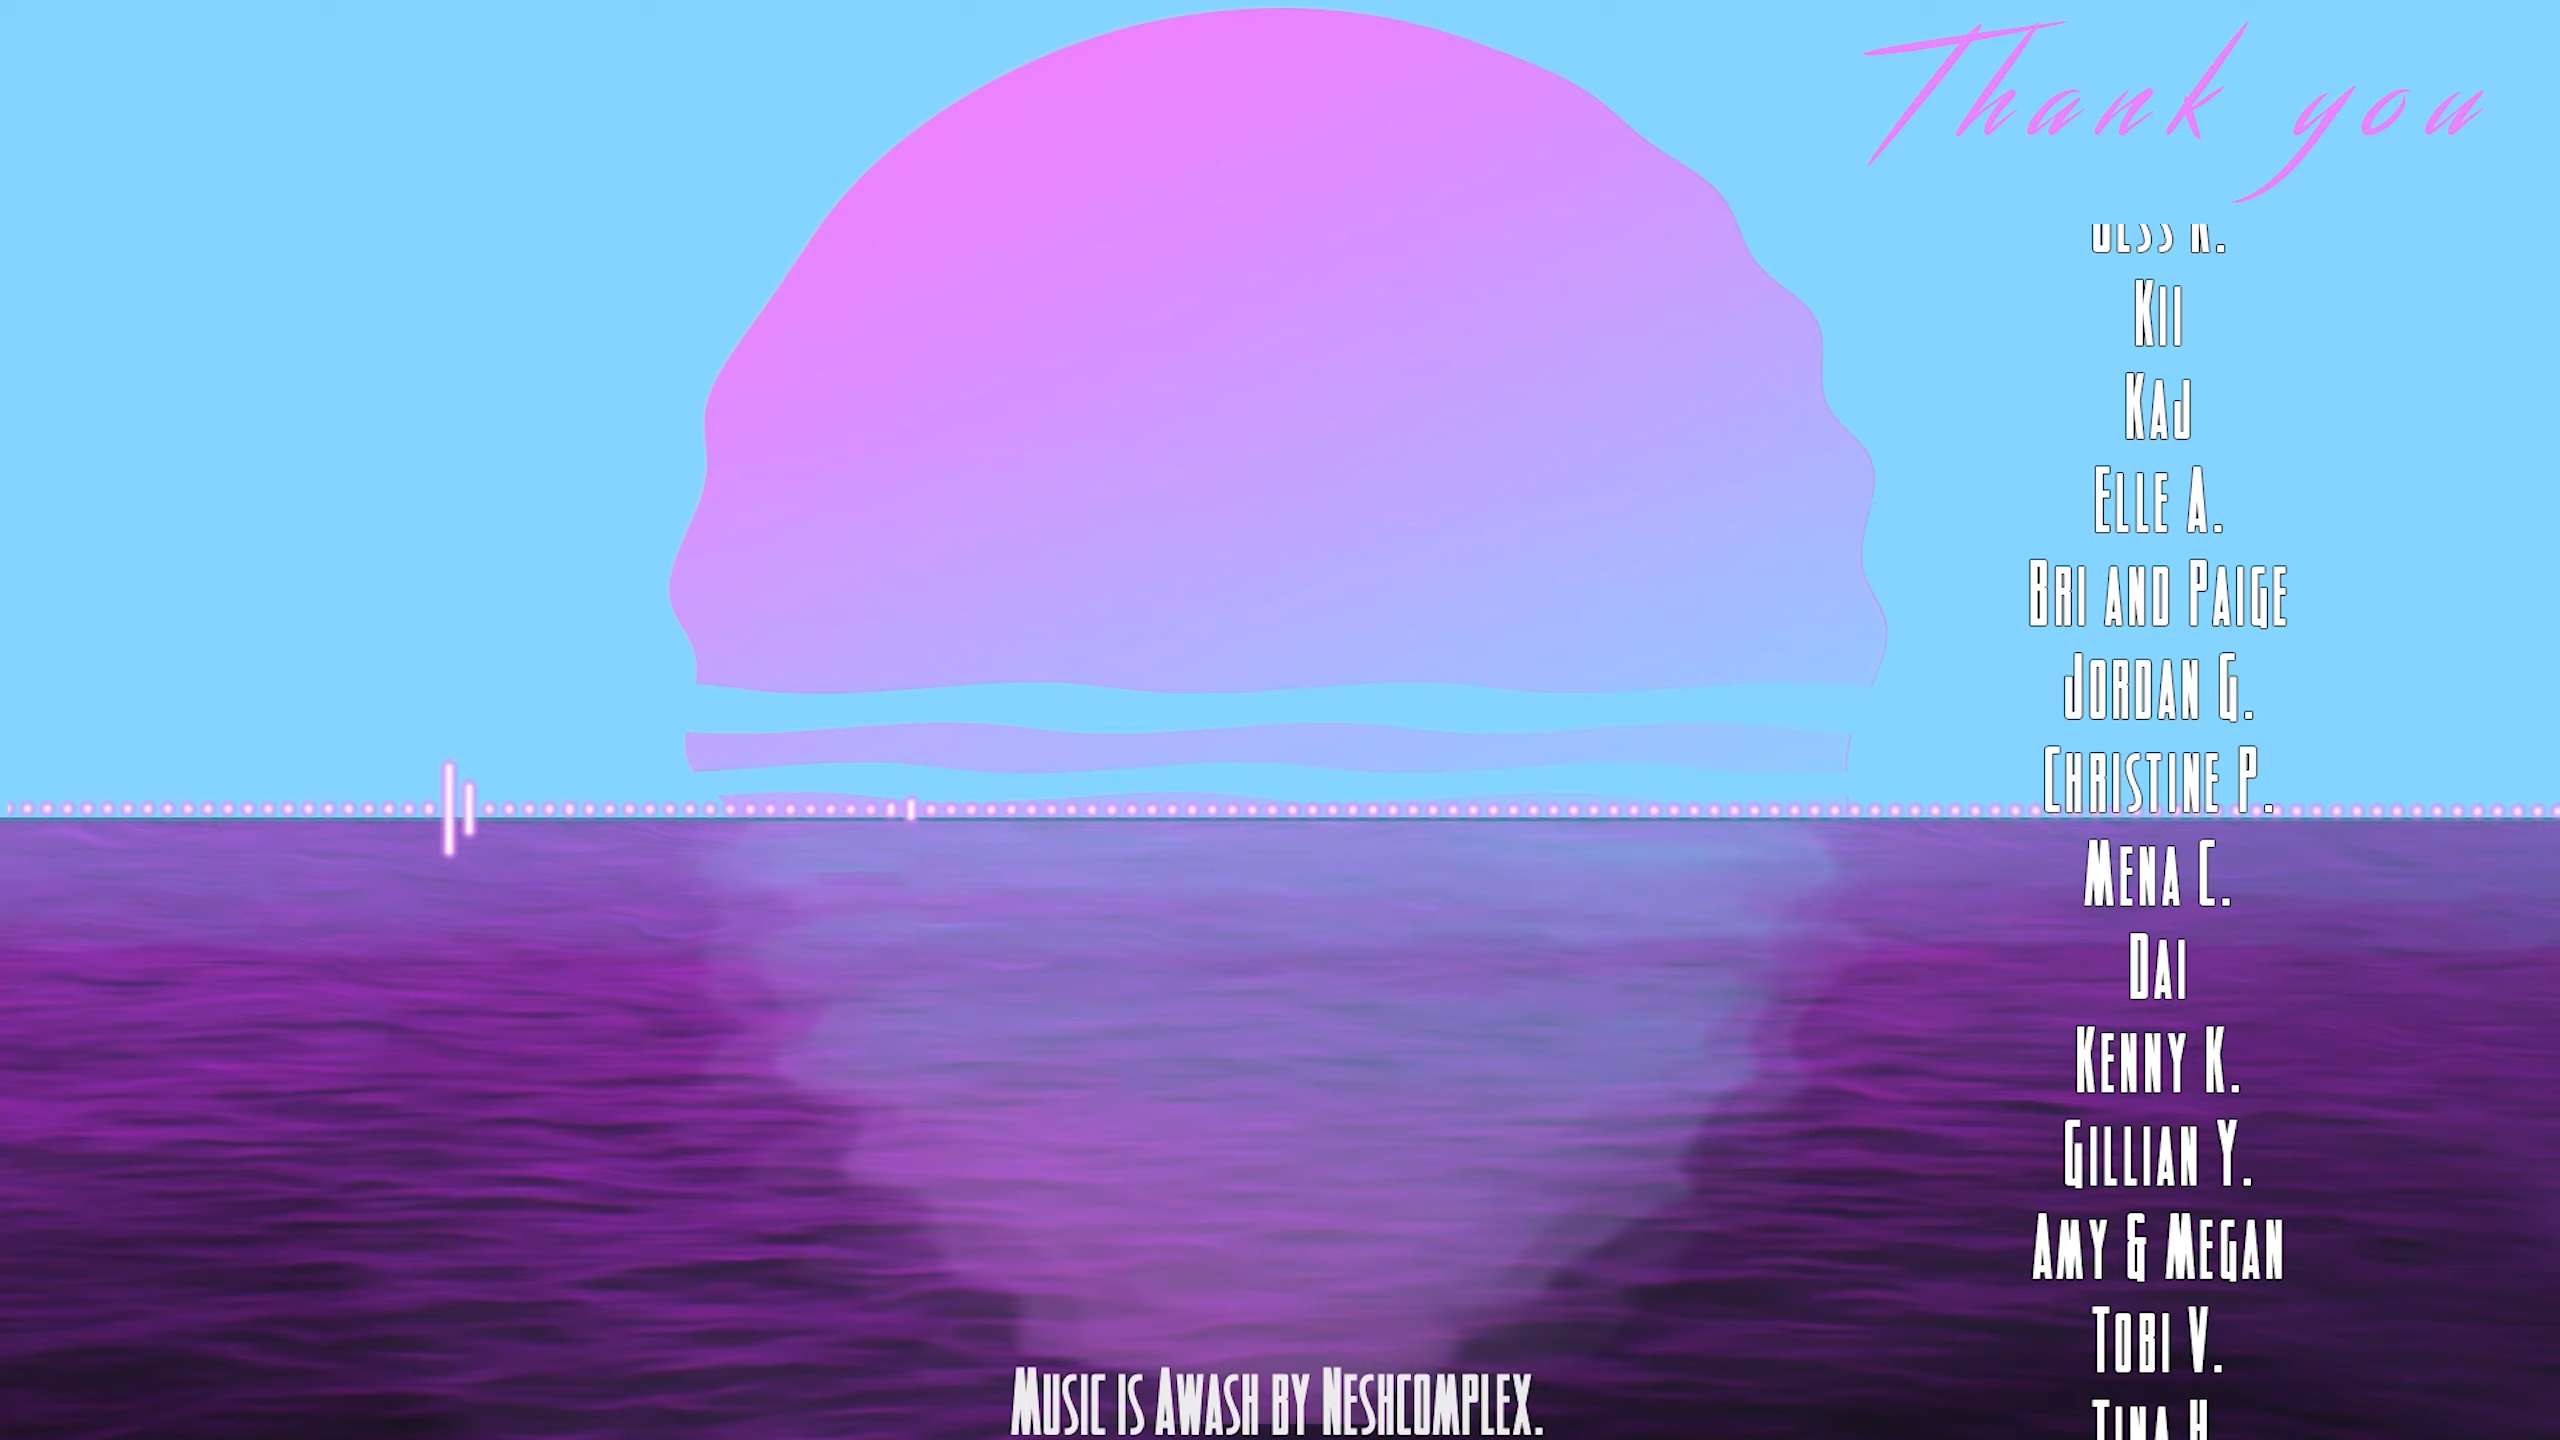 Thank you
Kii
Kaj
Elle A.
Bri and Paige
Jordan G.
Christine P.
Mena C.
Dai
Kenny K.
Gillian Y.
Amy & Megan
Tobi V.
Tina H.
Music is Awash by Neshcomplex.